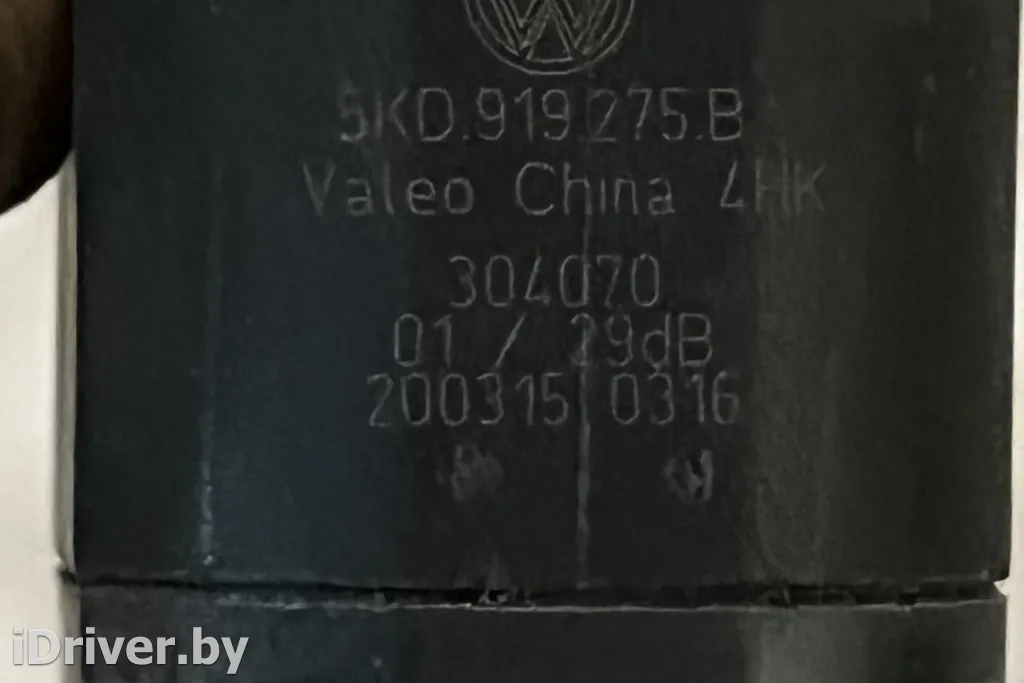 5KD.919.275.B
Valeo China 4HK
304070
01 / 29dB
200315 0316
iDriver.by